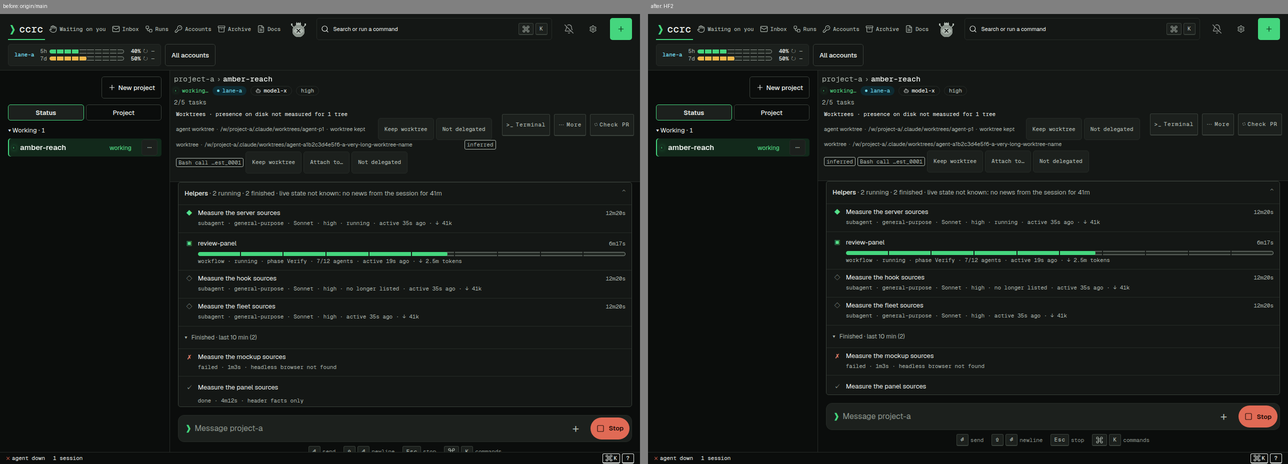 before origin/main
ccrc Waiting on you Inbox Runs Accounts Archive Docs Search or run a command ⌘ K +
lane-a 5h 40% –
7d 50% –
All accounts
+ New project
Status Project
▾ Working · 1
amber-reach working ⋯
project-a › amber-reach
working… lane-a model-x high
2/5 tasks
Worktrees · presence on disk not measured for 1 tree
agent worktree · /w/project-a/.claude/worktrees/agent-p1 · worktree kept Keep worktree Not delegated
worktree · /w/project-a/.claude/worktrees/agent-a1b2c3d4e5f6-a-very-long-worktree-name inferred
Bash call _est_0001 Keep worktree Attach to… Not delegated
>_ Terminal ⋯ More Check PR
Helpers · 2 running · 2 finished · live state not known: no news from the session for 41m
Measure the server sources 12m20s
subagent · general-purpose · Sonnet · high · running · active 35s ago · ↓ 41k
review-panel 6m17s
workflow · running · phase Verify · 7/12 agents · active 19s ago · ↓ 2.5m tokens
Measure the hook sources 12m20s
subagent · general-purpose · Sonnet · high · no longer listed · active 35s ago · ↓ 41k
Measure the fleet sources 12m20s
subagent · general-purpose · Sonnet · high · active 35s ago · ↓ 41k
▾ Finished · last 10 min (2)
✗ Measure the mockup sources
failed · 1m3s · headless browser not found
✓ Measure the panel sources
done · 4m12s · header facts only
❯ Message project-a + Stop
send newline Esc stop ⌘ K commands
× agent down 1 session ⌘K ?
after HF2
ccrc Waiting on you Inbox Runs Accounts Archive Docs Search or run a command ⌘ K +
lane-a 5h 40% –
7d 50% –
All accounts
+ New project
Status Project
▾ Working · 1
amber-reach working ⋯
project-a › amber-reach
working… lane-a model-x high
2/5 tasks
Worktrees · presence on disk not measured for 1 tree
agent worktree · /w/project-a/.claude/worktrees/agent-p1 · worktree kept Keep worktree Not delegated
worktree · /w/project-a/.claude/worktrees/agent-a1b2c3d4e5f6-a-very-long-worktree-name
inferred Bash call _est_0001 Keep worktree Attach to… Not delegated
>_ Terminal ⋯ More Check PR
Helpers · 2 running · 2 finished · live state not known: no news from the session for 41m
Measure the server sources 12m20s
subagent · general-purpose · Sonnet · high · running · active 35s ago · ↓ 41k
review-panel 6m17s
workflow · running · phase Verify · 7/12 agents · active 19s ago · ↓ 2.5m tokens
Measure the hook sources 12m20s
subagent · general-purpose · Sonnet · high · no longer listed · active 35s ago · ↓ 41k
Measure the fleet sources 12m20s
subagent · general-purpose · Sonnet · high · active 35s ago · ↓ 41k
▾ Finished · last 10 min (2)
✗ Measure the mockup sources
failed · 1m3s · headless browser not found
✓ Measure the panel sources
❯ Message project-a + Stop
send newline Esc stop ⌘ K commands
× agent down 1 session ⌘K ?